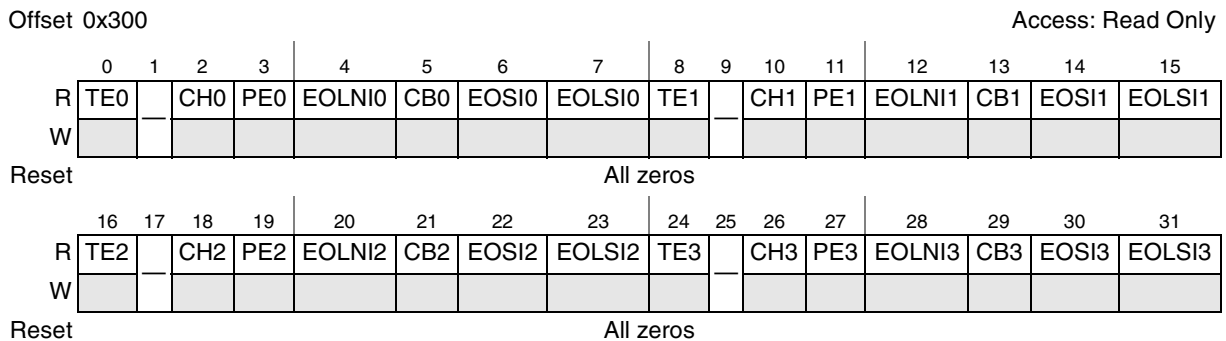 Offset 0x300 Access: Read Only
0 1 2 3 4 5 6 7 8 9 10 11 12 13 14 15
R TE0 — CH0 PE0 EOLNI0 CB0 EOSI0 EOLSI0 TE1 — CH1 PE1 EOLNI1 CB1 EOSI1 EOLSI1
W
Reset All zeros
16 17 18 19 20 21 22 23 24 25 26 27 28 29 30 31
R TE2 — CH2 PE2 EOLNI2 CB2 EOSI2 EOLSI2 TE3 — CH3 PE3 EOLNI3 CB3 EOSI3 EOLSI3
W
Reset All zeros